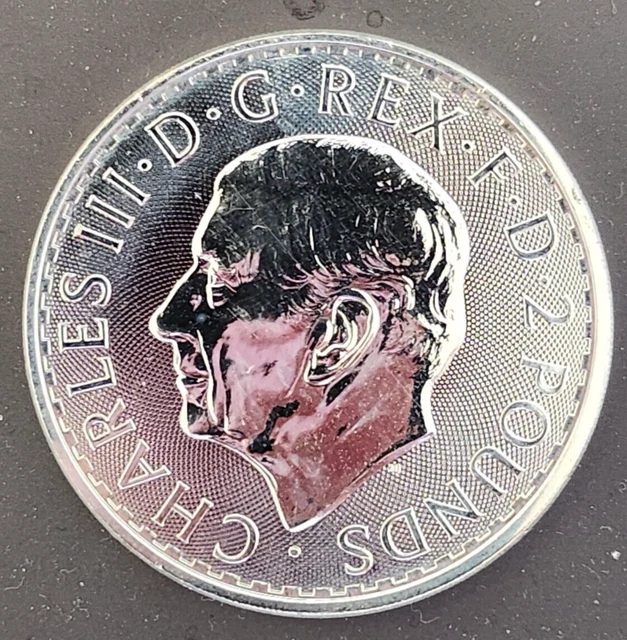 CHARLES III · D · G · REX · F · D · 2 POUNDS ·